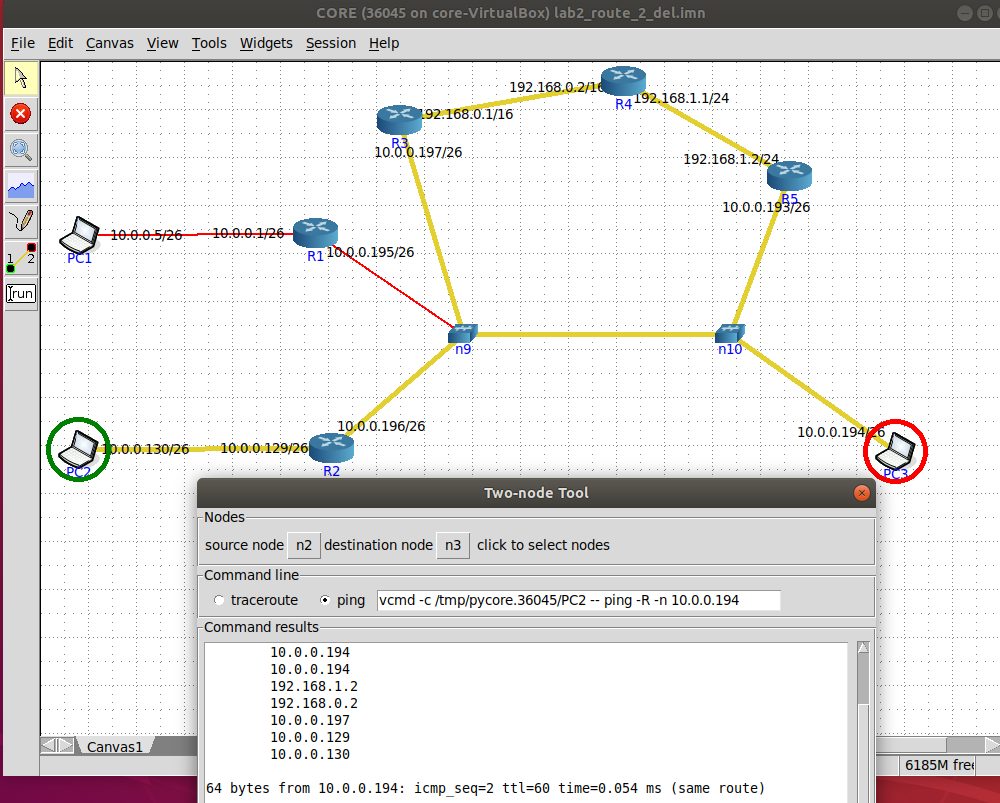 CORE (36045 on core-VirtualBox) lab2_route_2_del.imn
File Edit Canvas View Tools Widgets Session Help
192.168.0.2/16
R4
192.168.1.1/24
192.168.0.1/16
R3
10.0.0.197/26
192.168.1.2/24
R5
10.0.0.193/26
PC1
10.0.0.5/26
10.0.0.1/26
R1
10.0.0.195/26
1 2
run
n9
n10
10.0.0.196/26
10.0.0.194/26
PC2
10.0.0.130/26
10.0.0.129/26
R2
PC3
Two-node Tool
Nodes
source node n2 destination node n3 click to select nodes
Command line
traceroute ping vcmd -c /tmp/pycore.36045/PC2 -- ping -R -n 10.0.0.194
Command results
10.0.0.194
10.0.0.194
192.168.1.2
192.168.0.2
10.0.0.197
10.0.0.129
10.0.0.130
64 bytes from 10.0.0.194: icmp_seq=2 ttl=60 time=0.054 ms (same route)
Canvas1
6185M free